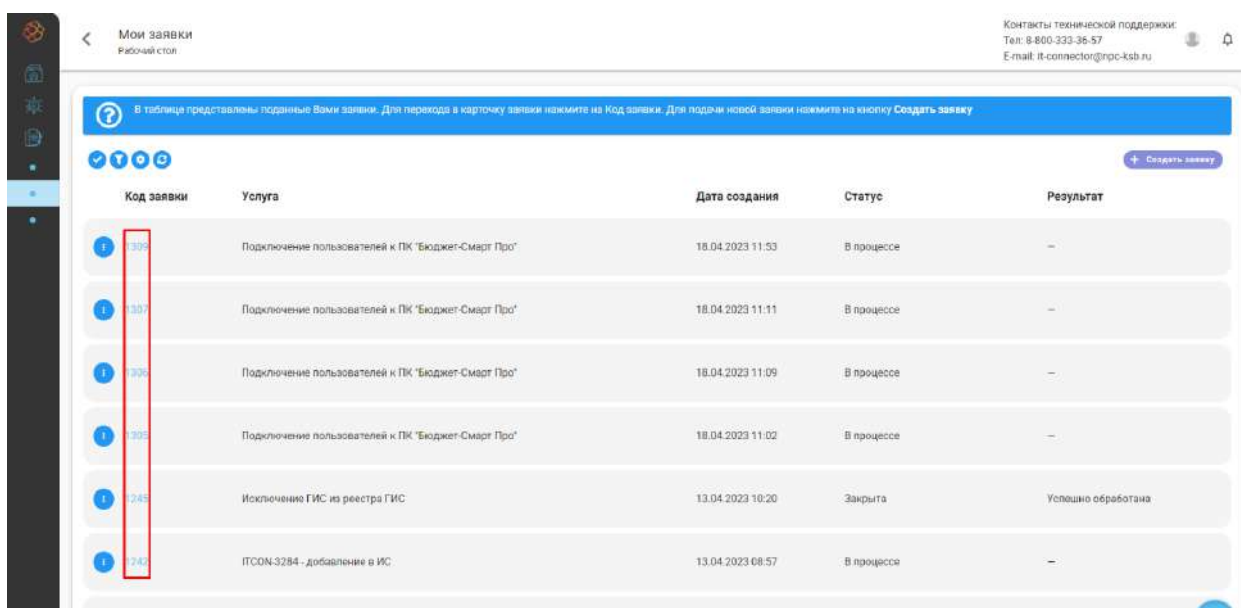 Мои заявки
Рабочий стол
Контакты технической поддержки:
Тел: 8-800-333-36-57
E-mail: it-connector@npc-ksb.ru
В таблице представлены поданные Вами заявки. Для перехода в карточку заявки нажмите на Код заявки. Для подачи новой заявки нажмите на кнопку Создать заявку
+ Создать заявку
Код заявки Услуга Дата создания Статус Результат
1309 Подключение пользователей к ПК "Бюджет-Смарт Про" 18.04.2023 11:53 В процессе —
1307 Подключение пользователей к ПК "Бюджет-Смарт Про" 18.04.2023 11:11 В процессе —
1306 Подключение пользователей к ПК "Бюджет-Смарт Про" 18.04.2023 11:09 В процессе —
1305 Подключение пользователей к ПК "Бюджет-Смарт Про" 18.04.2023 11:02 В процессе —
1245 Исключение ГИС из реестра ГИС 13.04.2023 10:20 Закрыта Успешно обработана
1242 ITCON-3284 - добавление в ИС 13.04.2023 08:57 В процессе —